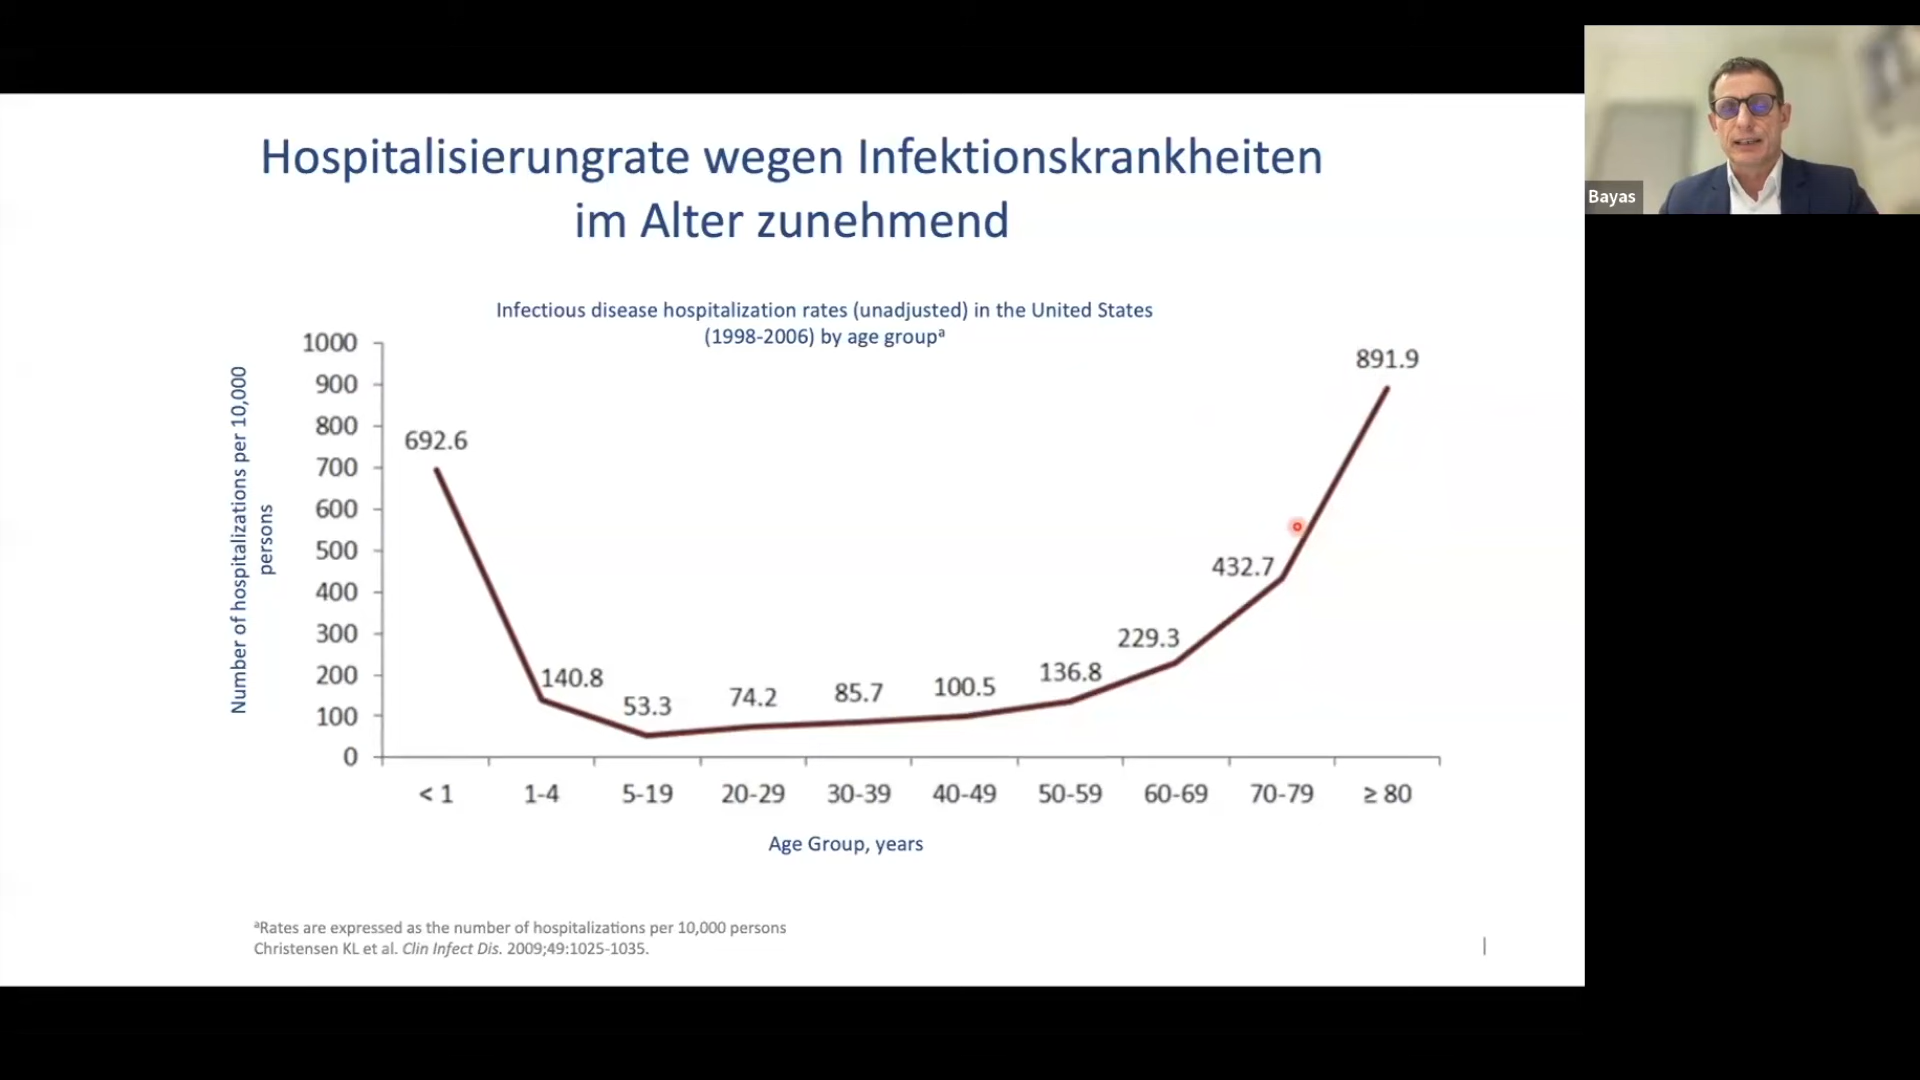 Hospitalisierungrate wegen Infektionskrankheiten
im Alter zunehmend
Infectious disease hospitalization rates (unadjusted) in the United States
(1998-2006) by age groupᵃ
Number of hospitalizations per 10,000
persons
1000
900
800
700
600
500
400
300
200
100
0
692.6
140.8
53.3
74.2
85.7
100.5
136.8
229.3
432.7
891.9
< 1 1-4 5-19 20-29 30-39 40-49 50-59 60-69 70-79 ≥ 80
Age Group, years
ᵃRates are expressed as the number of hospitalizations per 10,000 persons
Christensen KL et al. Clin Infect Dis. 2009;49:1025-1035.
|
Bayas